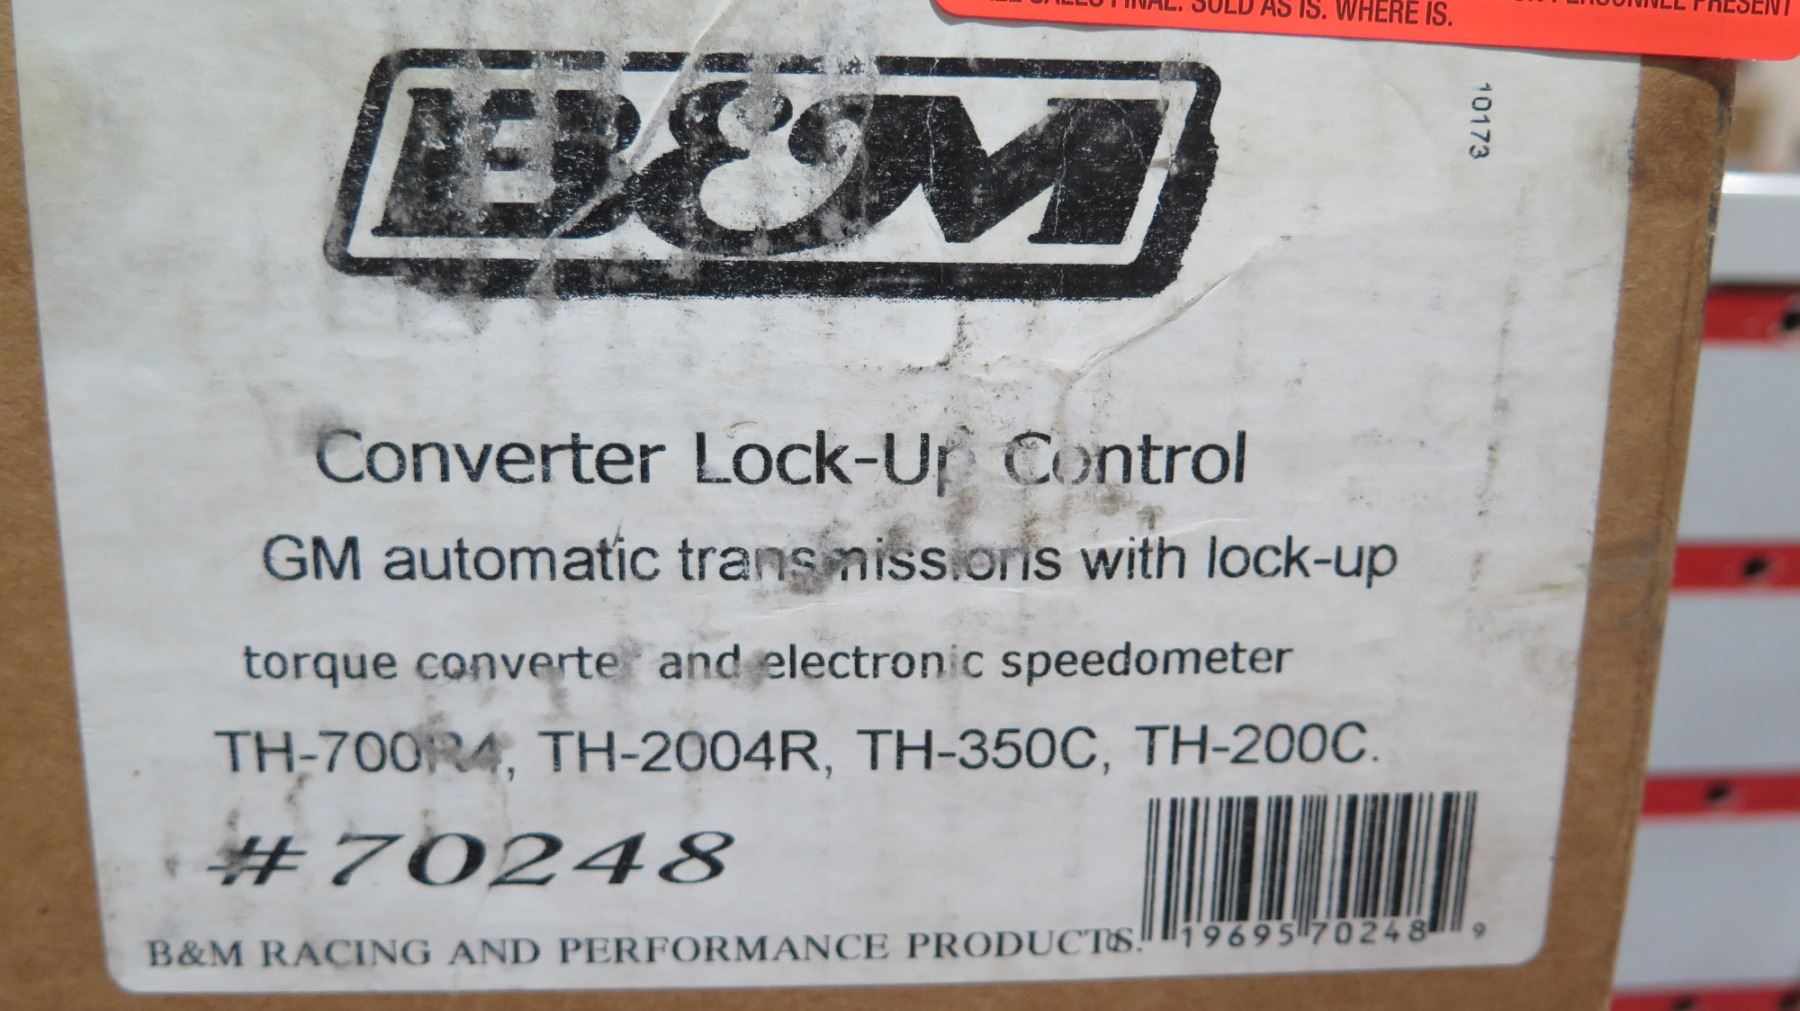 SALES FINAL. SOLD AS IS. WHERE IS.
PERSONNEL PRESENT
B&M
10173
Converter Lock-Up Control
GM automatic transmissions with lock-up
torque converter and electronic speedometer
TH-700R4, TH-2004R, TH-350C, TH-200C.
#70248
B&M RACING AND PERFORMANCE PRODUCTS.
19695 70248 9